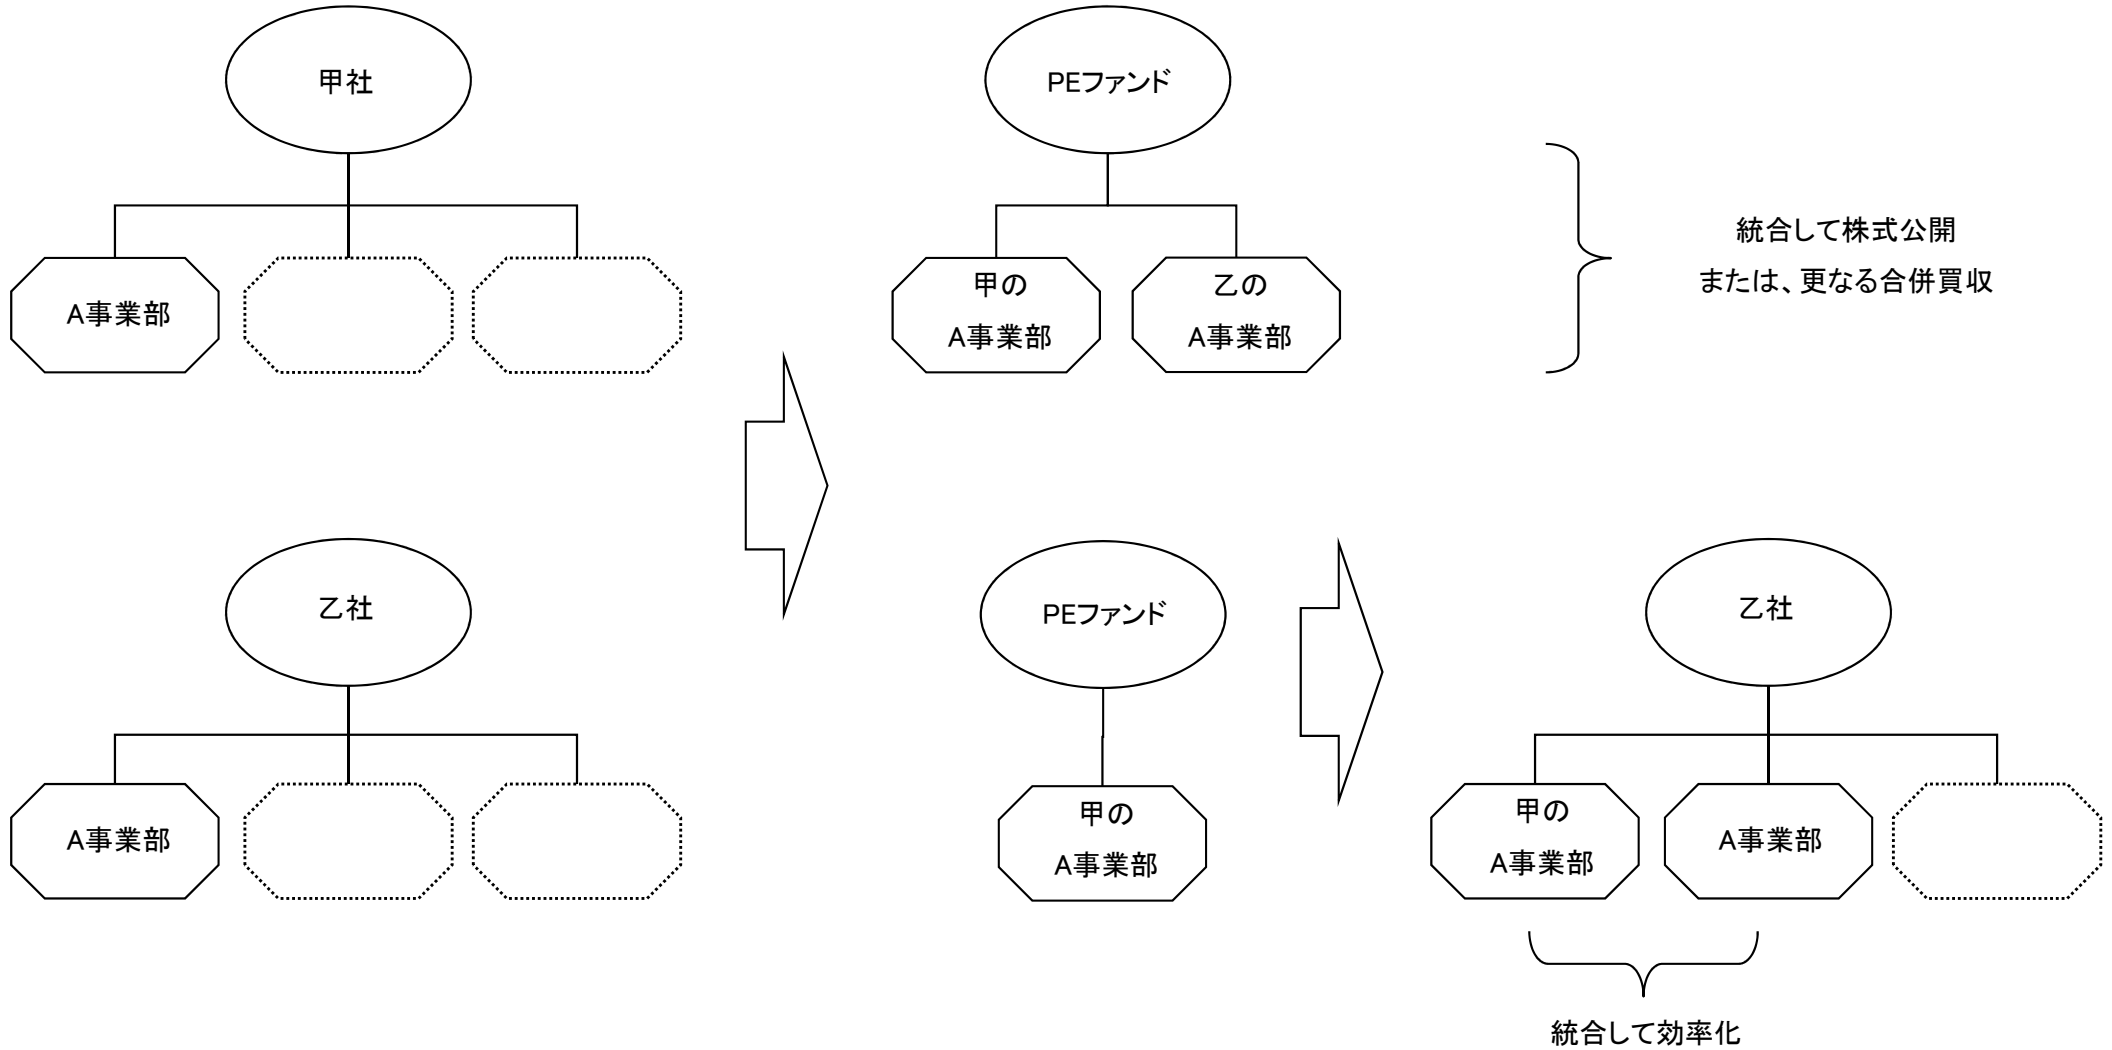 甲社
A事業部
PEファンド
甲の
A事業部
乙の
A事業部
統合して株式公開
または、更なる合併買収
乙社
A事業部
PEファンド
甲の
A事業部
乙社
甲の
A事業部
A事業部
統合して効率化